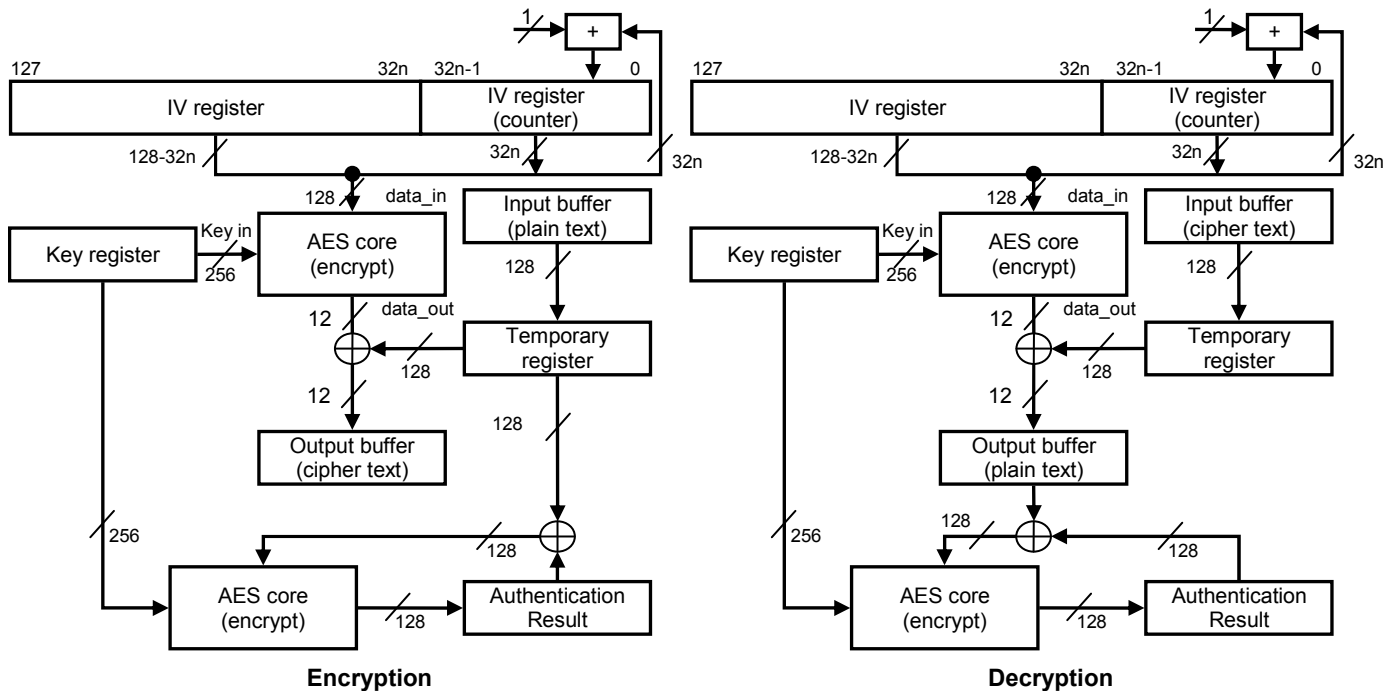 1
+
127
32n
32n-1
0
IV register
IV register
(counter)
128-32n
32n
32n
128
data_in
Input buffer
(plain text)
Key register
Key in
256
AES core
(encrypt)
128
12
data_out
Temporary
register
128
12
128
Output buffer
(cipher text)
256
128
AES core
(encrypt)
128
Authentication
Result
Encryption
1
+
127
32n
32n-1
0
IV register
IV register
(counter)
128-32n
32n
32n
128
data_in
Input buffer
(cipher text)
Key register
Key in
256
AES core
(encrypt)
128
12
data_out
Temporary
register
128
12
Output buffer
(plain text)
256
128
128
AES core
(encrypt)
128
Authentication
Result
Decryption